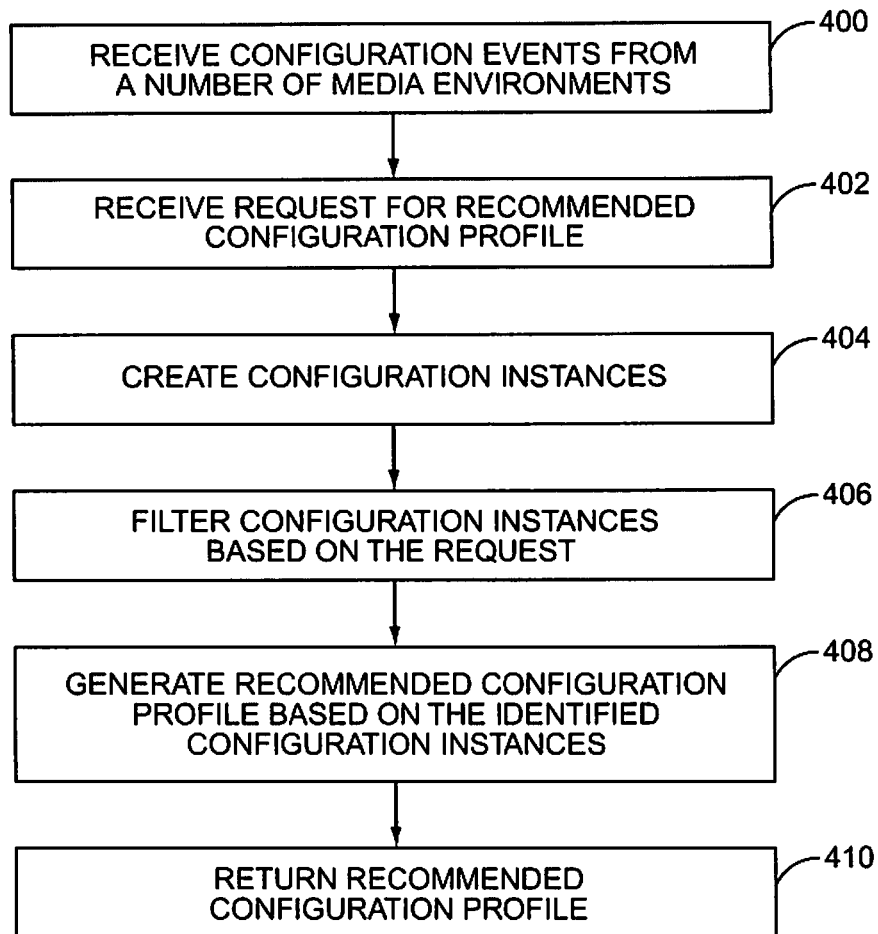 RECEIVE CONFIGURATION EVENTS FROM
A NUMBER OF MEDIA ENVIRONMENTS
400
RECEIVE REQUEST FOR RECOMMENDED
CONFIGURATION PROFILE
402
CREATE CONFIGURATION INSTANCES
404
FILTER CONFIGURATION INSTANCES
BASED ON THE REQUEST
406
GENERATE RECOMMENDED CONFIGURATION
PROFILE BASED ON THE IDENTIFIED
CONFIGURATION INSTANCES
408
RETURN RECOMMENDED
CONFIGURATION PROFILE
410